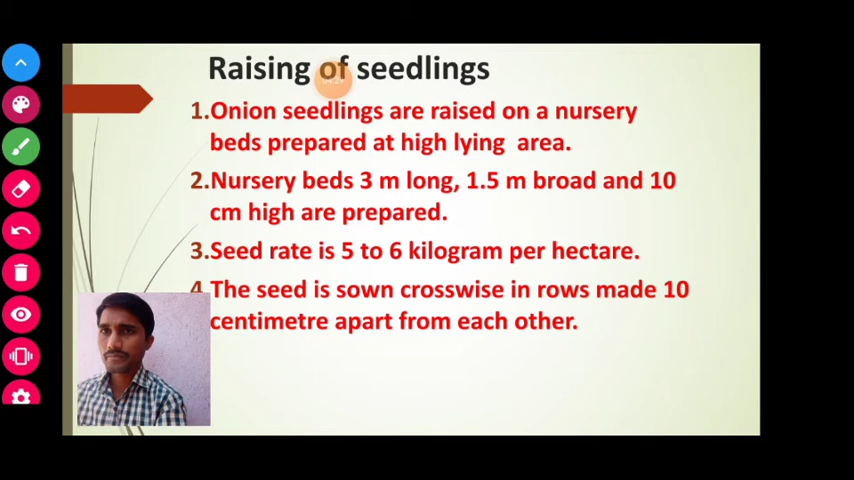 Raising of seedlings
1.Onion seedlings are raised on a nursery
beds prepared at high lying area.
2.Nursery beds 3 m long, 1.5 m broad and 10
cm high are prepared.
3.Seed rate is 5 to 6 kilogram per hectare.
4.The seed is sown crosswise in rows made 10
centimetre apart from each other.